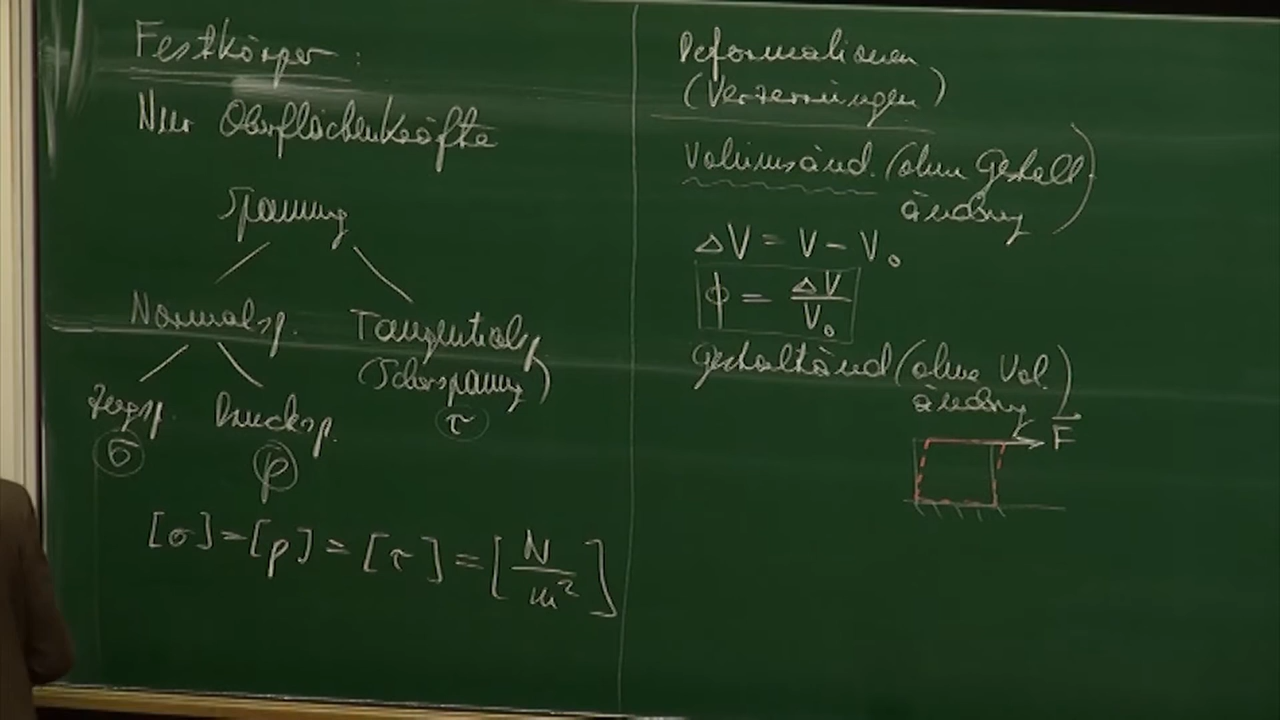 Festkörper:
Nur Oberflächenkräfte
Spannung
Normalsp. Tangentialsp
(Scherspannung)
Zugsp. Drucksp.
σ p τ
[σ] = [p] = [τ] = [N/m²]
Deformationen
(Verzerrungen)
Volumsänd. (ohne Gestalt-
änderung)
ΔV = V - V₀
ϕ = ΔV/V₀
Gestaltänd (ohne Vol.
änderung)
F